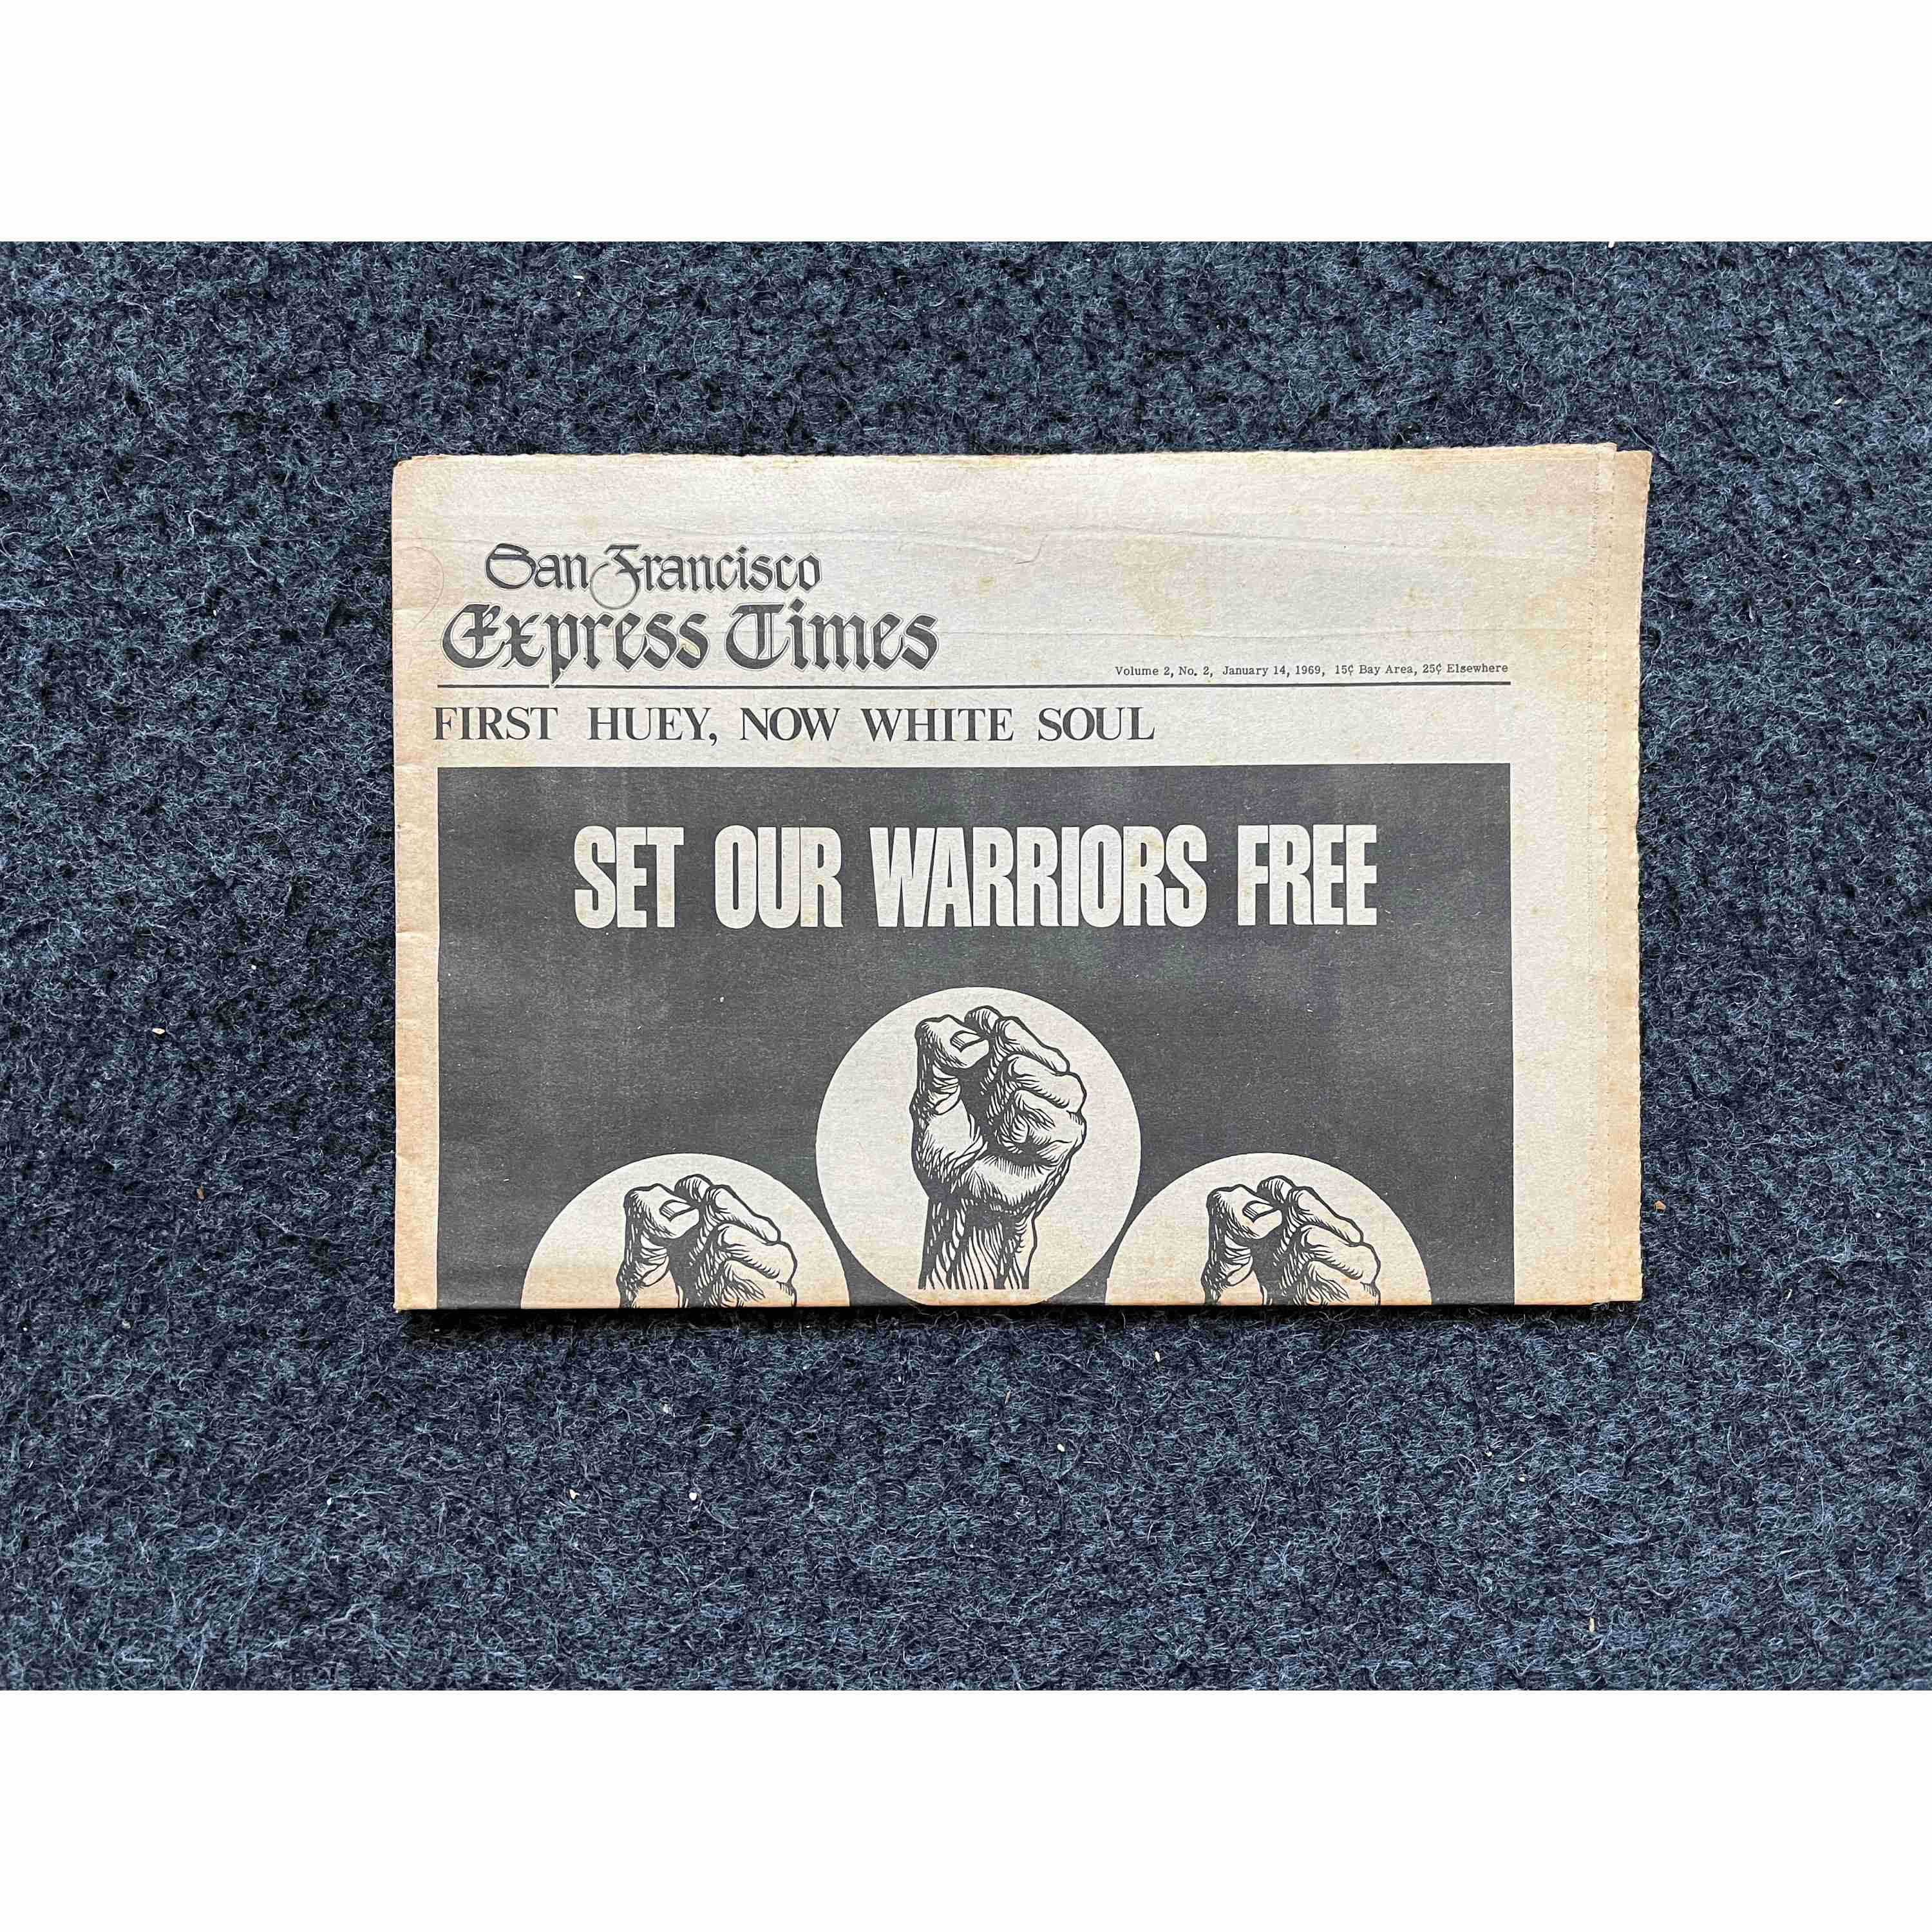 San Francisco
Express Times
Volume 2, No. 2, January 14, 1969, 15¢ Bay Area, 25¢ Elsewhere
FIRST HUEY, NOW WHITE SOUL
SET OUR WARRIORS FREE